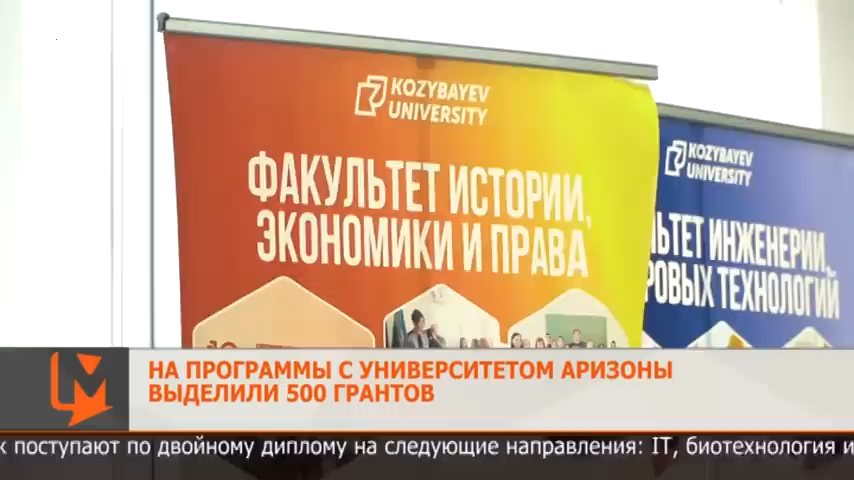 KOZYBAYEV
UNIVERSITY
ФАКУЛЬТЕТ ИСТОРИИ,
ЭКОНОМИКИ И ПРАВА
KOZYBAYEV
UNIVERSITY
ЬТЕТ ИНЖЕНЕРИИ,
РОВЫХ ТЕХНОЛОГИЙ
НА ПРОГРАММЫ С УНИВЕРСИТЕТОМ АРИЗОНЫ
ВЫДЕЛИЛИ 500 ГРАНТОВ
к поступают по двойному диплому на следующие направления: IT, биотехнология и